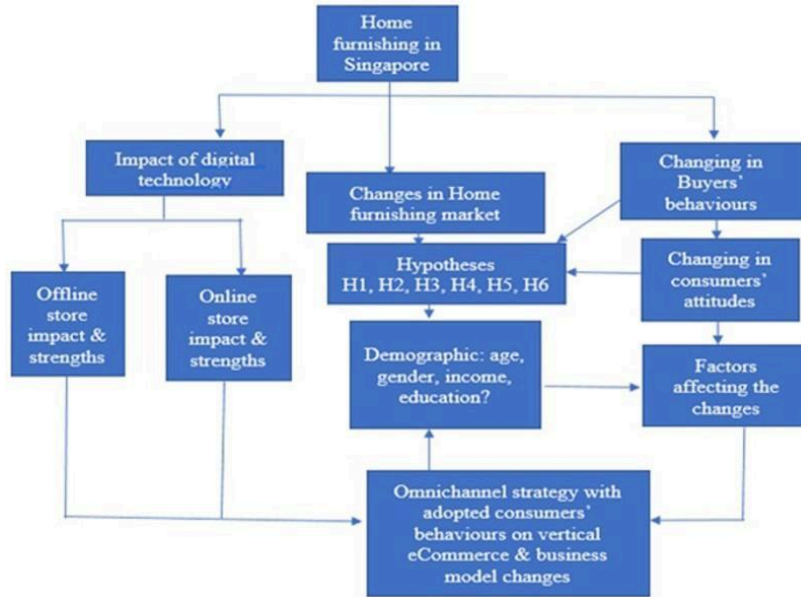 Home
furnishing in
Singapore
Impact of digital
technology
Changes in Home
furnishing market
Changing in
Buyers’
behaviours
Hypotheses
H1, H2, H3, H4, H5, H6
Changing in
consumers’
attitudes
Offline
store
impact &
strengths
Online
store
impact &
strengths
Demographic: age,
gender, income,
education?
Factors
affecting the
changes
Omnichannel strategy with
adopted consumers’
behaviours on vertical
eCommerce & business
model changes